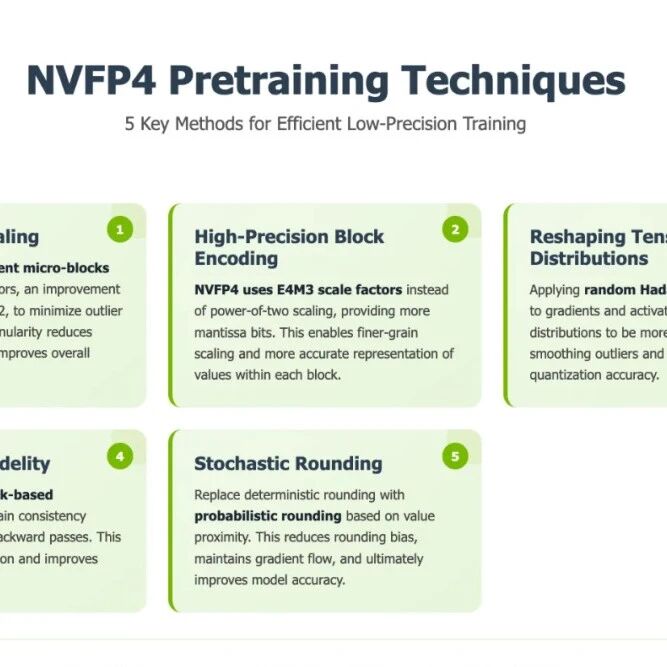 NVFP4 Pretraining Techniques
5 Key Methods for Efficient Low-Precision Training
aling
1
ent micro-blocks
ors, an improvement
2, to minimize outlier
nularity reduces
mproves overall
High-Precision Block
Encoding
2
NVFP4 uses E4M3 scale factors instead
of power-of-two scaling, providing more
mantissa bits. This enables finer-grain
scaling and more accurate representation of
values within each block.
Reshaping Tens
Distributions
Applying random Hada
to gradients and activat
distributions to be more
smoothing outliers and
quantization accuracy.
delity
4
k-based
ain consistency
ackward passes. This
on and improves
Stochastic Rounding
5
Replace deterministic rounding with
probabilistic rounding based on value
proximity. This reduces rounding bias,
maintains gradient flow, and ultimately
improves model accuracy.